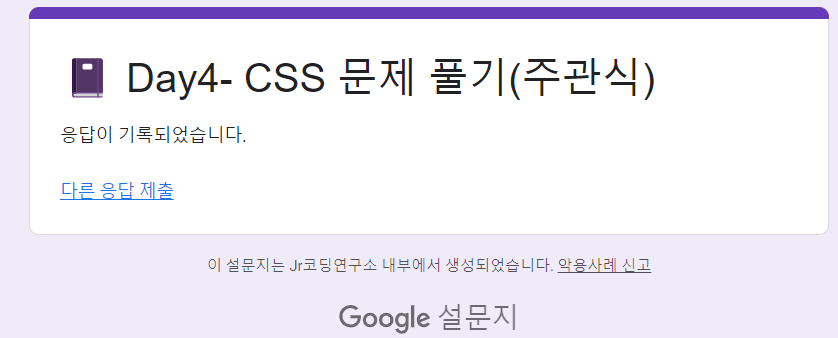 Day4- CSS 문제 풀기(주관식)
응답이 기록되었습니다.
다른 응답 제출
이 설문지는 Jr코딩연구소 내부에서 생성되었습니다. 악용사례 신고
Google 설문지